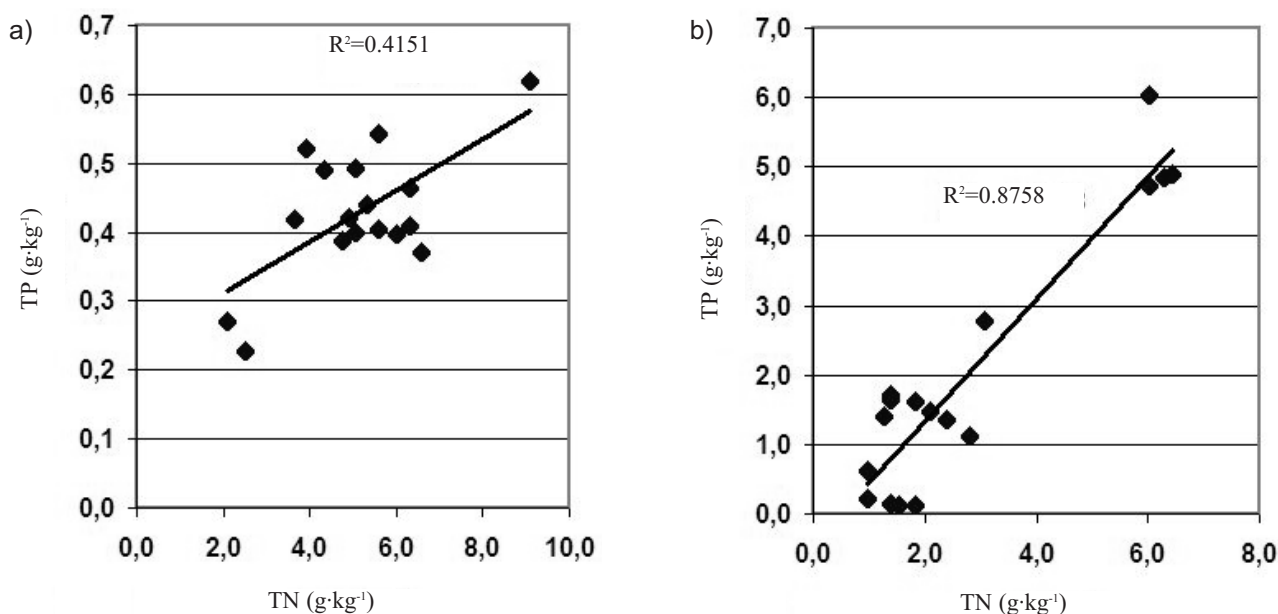 a)
R²=0.4151
TP (g·kg⁻¹)
0,7
0,6
0,5
0,4
0,3
0,2
0,1
0,0
0,0 2,0 4,0 6,0 8,0 10,0
TN (g·kg⁻¹)
b)
R²=0.8758
TP (g·kg⁻¹)
7,0
6,0
5,0
4,0
3,0
2,0
1,0
0,0
0,0 2,0 4,0 6,0 8,0
TN (g·kg⁻¹)